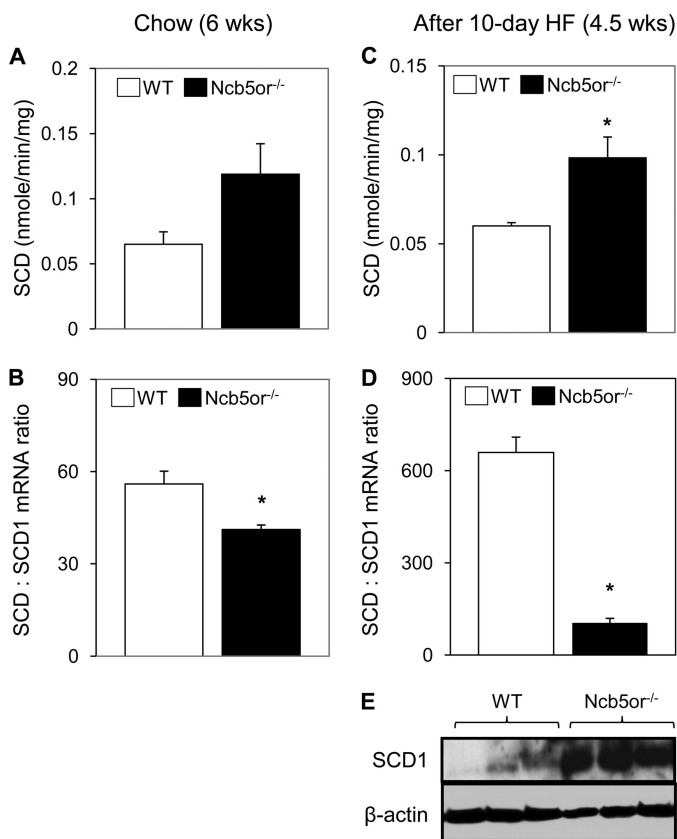 Chow (6 wks)
After 10-day HF (4.5 wks)
A
0.2
0.15
0.1
0.05
0
SCD (nmole/min/mg)
WT Ncb5or-/-
C
0.15
0.1
0.05
0
SCD (nmole/min/mg)
WT Ncb5or-/-
*
B
90
60
30
0
SCD : SCD1 mRNA ratio
WT Ncb5or-/-
*
D
900
600
300
0
SCD : SCD1 mRNA ratio
WT Ncb5or-/-
*
E
WT Ncb5or-/-
SCD1
β-actin